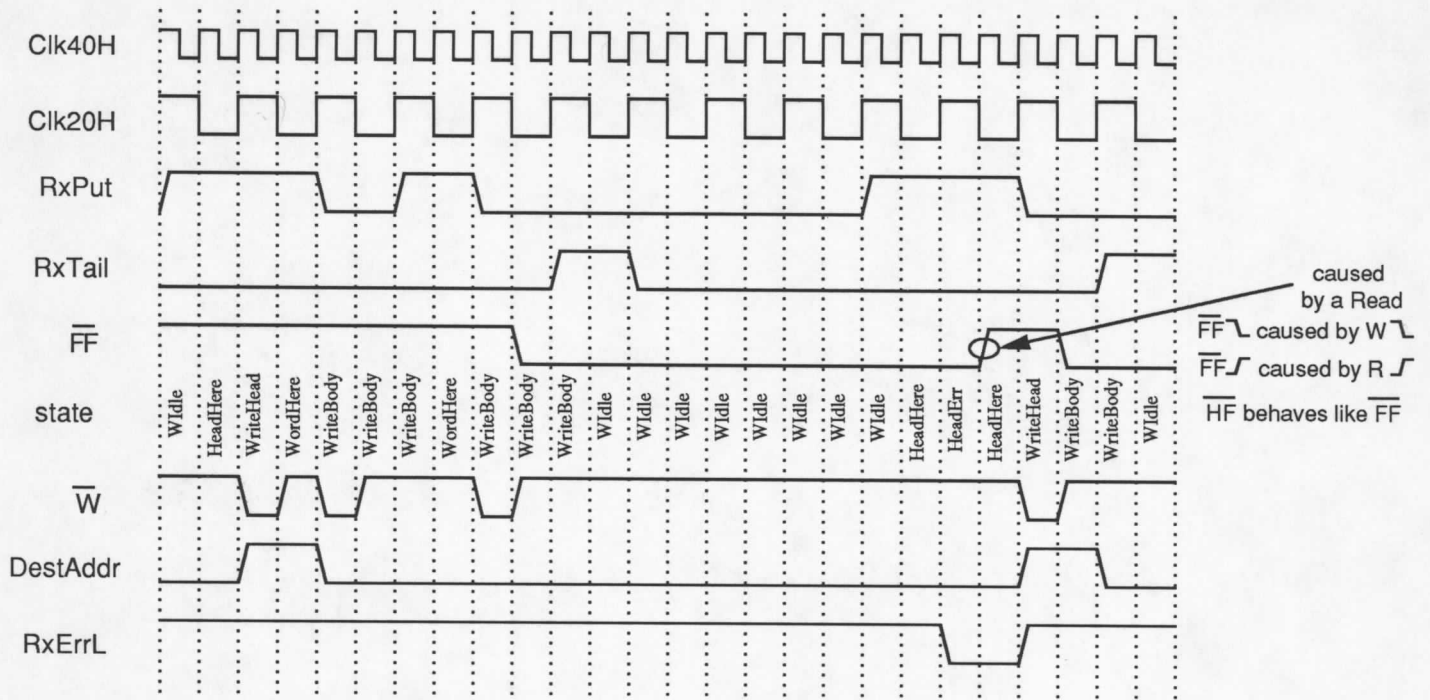 Clk40H
Clk20H
RxPut
RxTail
caused
by a Read
FF
FF caused by W
FF caused by R
HF behaves like FF
state
WIdle
HeadHere
WriteHead
WordHere
WriteBody
WriteBody
WriteBody
WordHere
WriteBody
WriteBody
WriteBody
WIdle
WIdle
WIdle
WIdle
WIdle
WIdle
WIdle
WIdle
HeadHere
HeadErr
HeadHere
WriteHead
WriteBody
WriteBody
WIdle
W
DestAddr
RxErrL